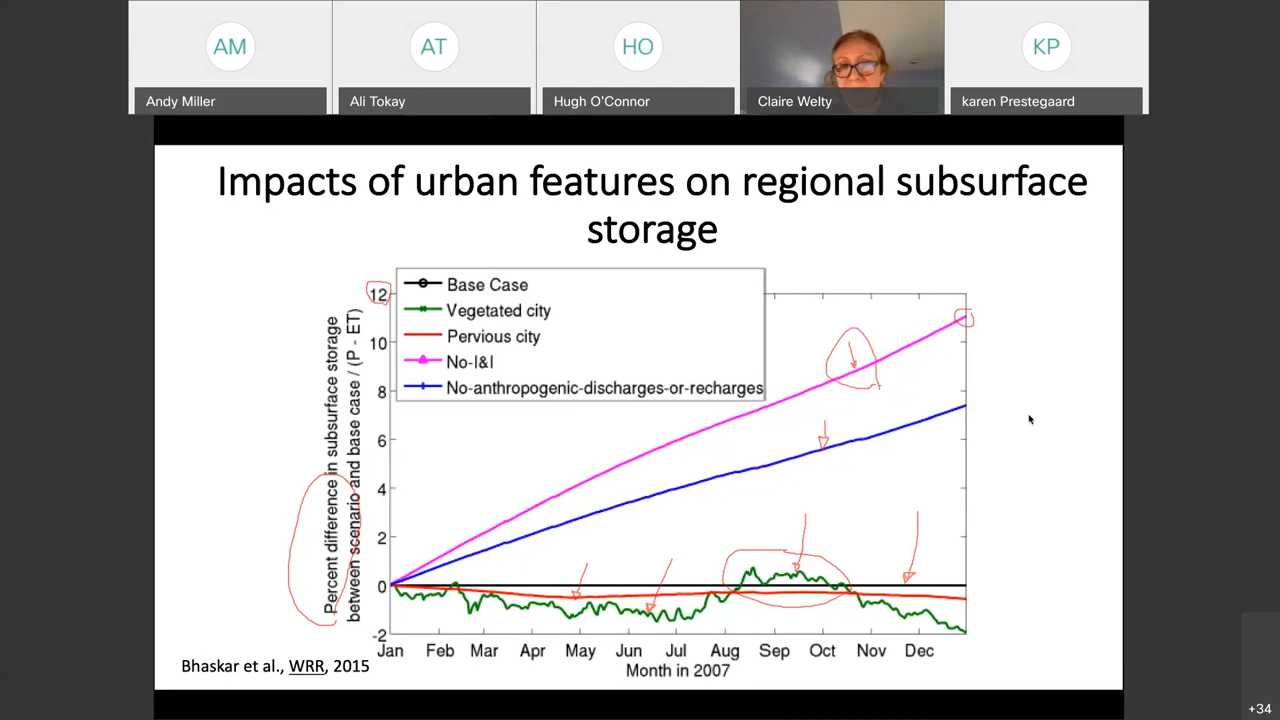 AM
AT
HO
KP
Andy Miller
Ali Tokay
Hugh O'Connor
Claire Welty
karen Prestegaard
Impacts of urban features on regional subsurface
storage
Base Case
Vegetated city
Pervious city
No-I&I
No-anthropogenic-discharges-or-recharges
Percent difference in subsurface storage
between scenario and base case / (P - ET)
12
10
8
6
4
2
0
-2
Jan Feb Mar Apr May Jun Jul Aug Sep Oct Nov Dec
Month in 2007
Bhaskar et al., WRR, 2015
+34